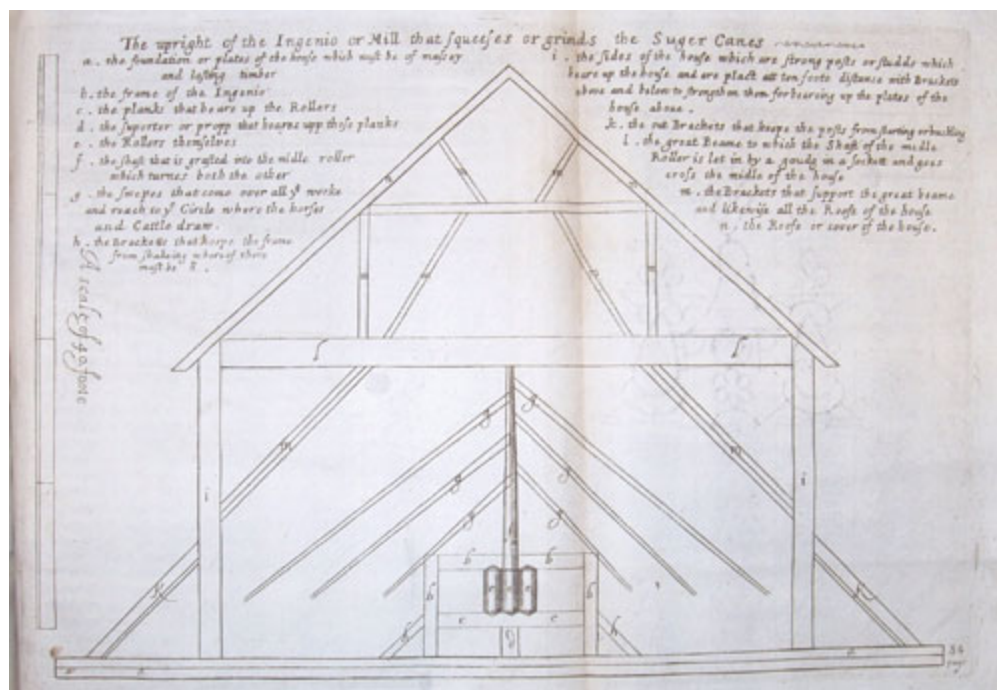 The upright of the Ingenio or Mill that squeeses or grinds the Suger Canes
a. the foundation or plates of the house which must be of massey
and lasting timber
b. the frame of the Ingenio
c. the planks that beare up the Rollers
d. the suporter or propp that beares upp those planks
e. the Rollers themselves
f. the shaft that is grafted into the midle roller
which turnes both the other
g. the swepes that come over all yᵉ worke
and reach to yᵉ Circle where the horses
and Cattle draw.
h. the Bracketts that keepe the frame
from shakeing whereof there
must be 8.
i. the sides of the house which are strong posts or studds which
beare up the house and are plact att ten foote distance with Brackets
above and below to strengthen them for bearing up the plates of the
house above.
k. the out Brackets that keepe the posts from starting or buckling
l. the great Beame to which the Shaft of the midle
Roller is let in by a goudg in a sockett and goes
cross the midle of the house
m. the Brackets that support the great beame
and likewise all the Roofe of the house
n. the Roofe or cover of the house.
A scale of 40 foote
84